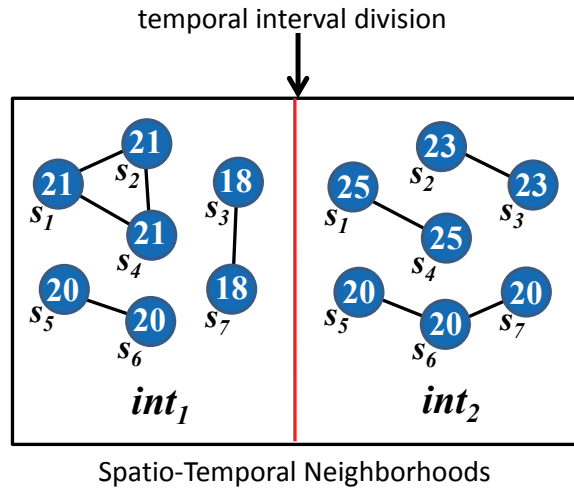 temporal interval division
21
s2
21
s1
18
s3
21
s4
20
s5
20
s6
18
s7
int1
23
s2
25
s1
23
s3
25
s4
20
s5
20
s6
20
s7
int2
Spatio-Temporal Neighborhoods